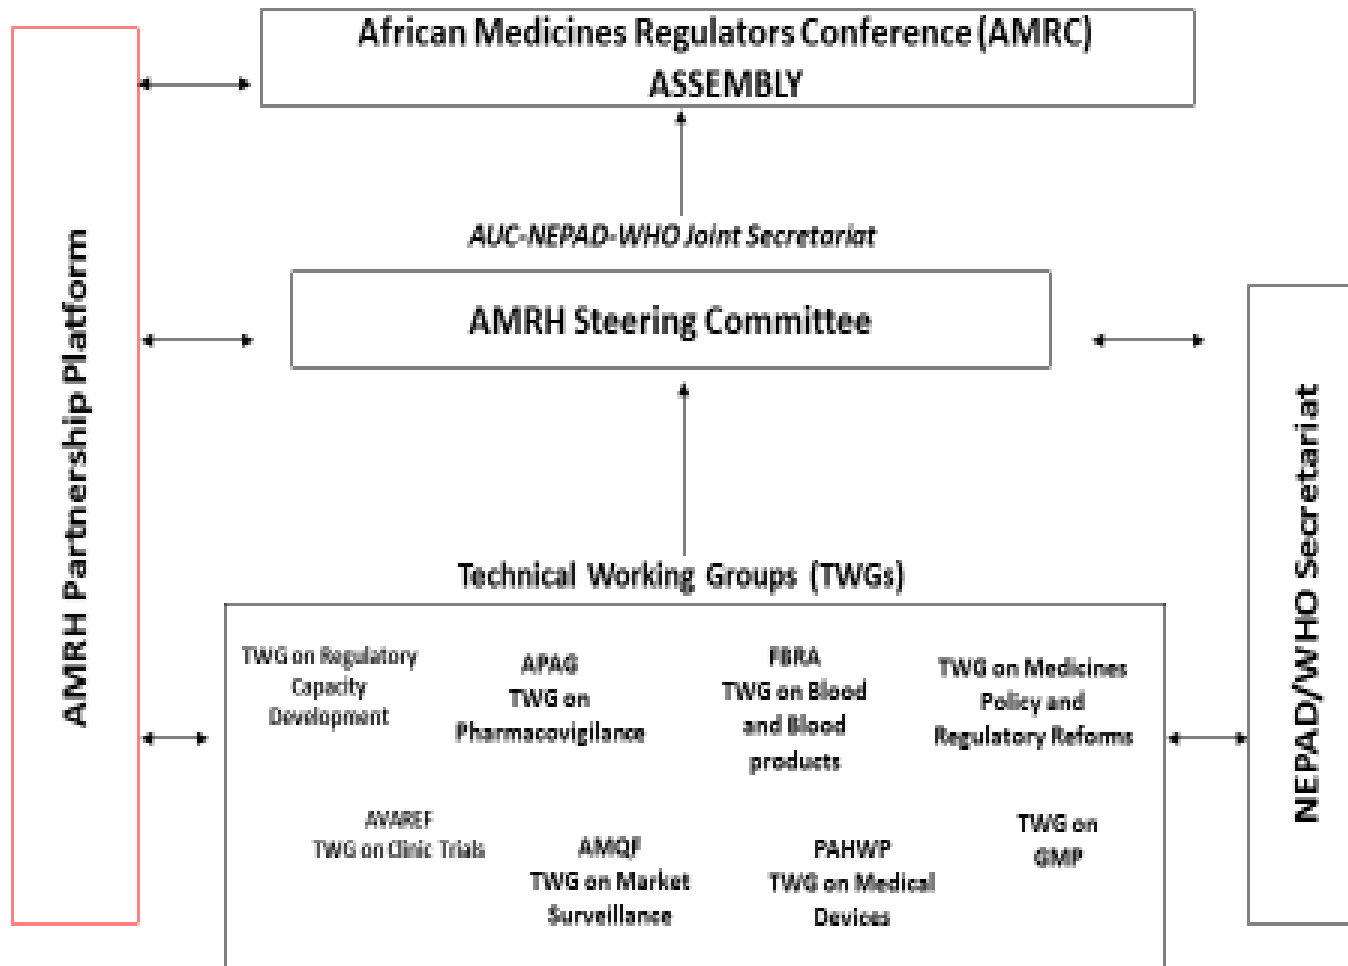 African Medicines Regulators Conference (AMRC)
ASSEMBLY
AUC-NEPAD-WHO Joint Secretariat
AMRH Steering Committee
AMRH Partnership Platform
NEPAD/WHO Secretariat
Technical Working Groups (TWGs)
TWG on Regulatory
Capacity
Development
APAG
TWG on
Pharmacovigilance
FBRA
TWG on Blood
and Blood
products
TWG on Medicines
Policy and
Regulatory Reforms
AVAREF
TWG on Clinic Trials
AMQF
TWG on Market
Surveillance
PAHWP
TWG on Medical
Devices
TWG on
GMP